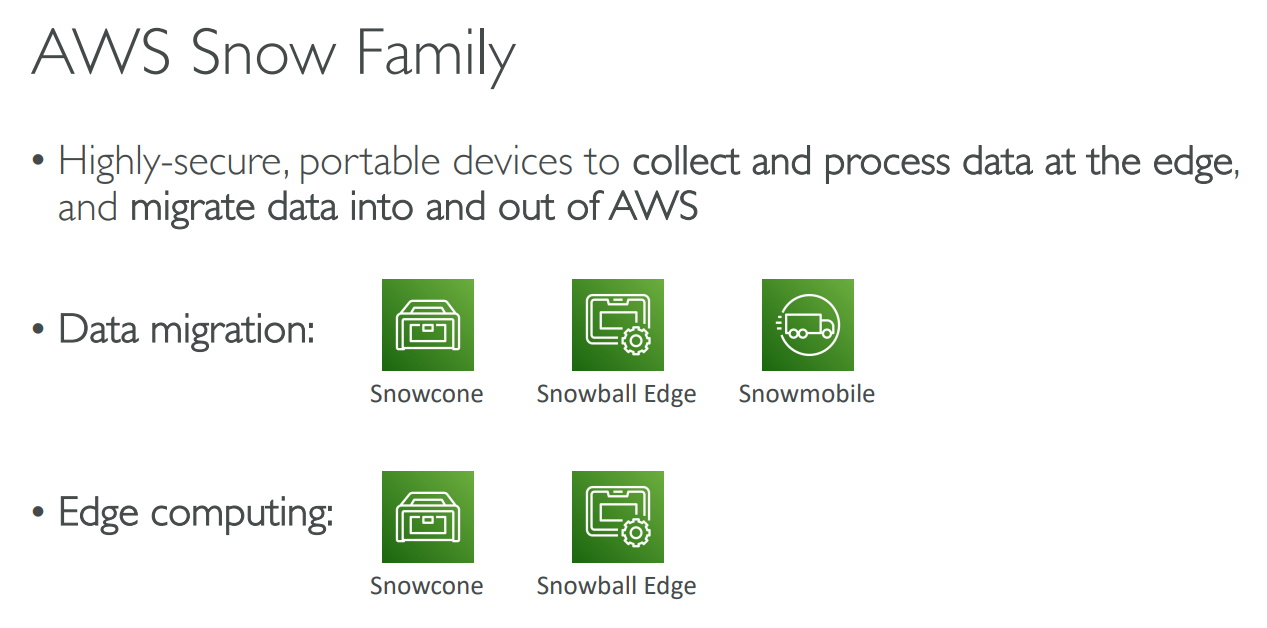 AWS Snow Family
• Highly-secure, portable devices to collect and process data at the edge,
and migrate data into and out of AWS
• Data migration:
Snowcone Snowball Edge Snowmobile
• Edge computing:
Snowcone Snowball Edge